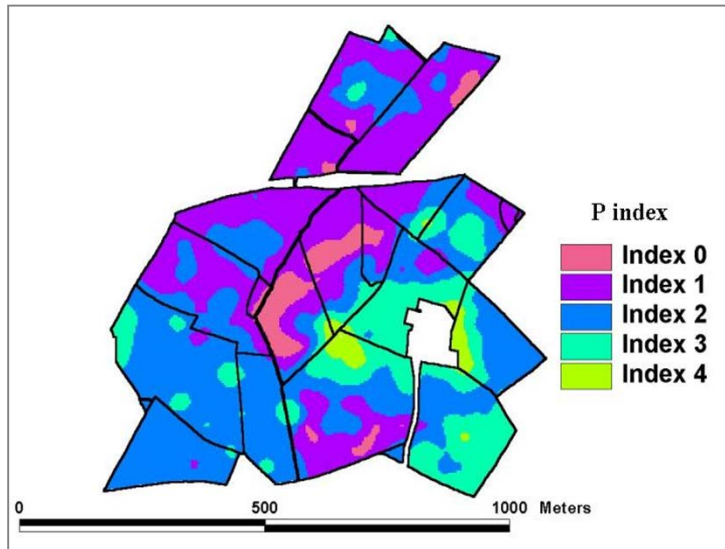 P index
Index 0
Index 1
Index 2
Index 3
Index 4
0 500 1000 Meters